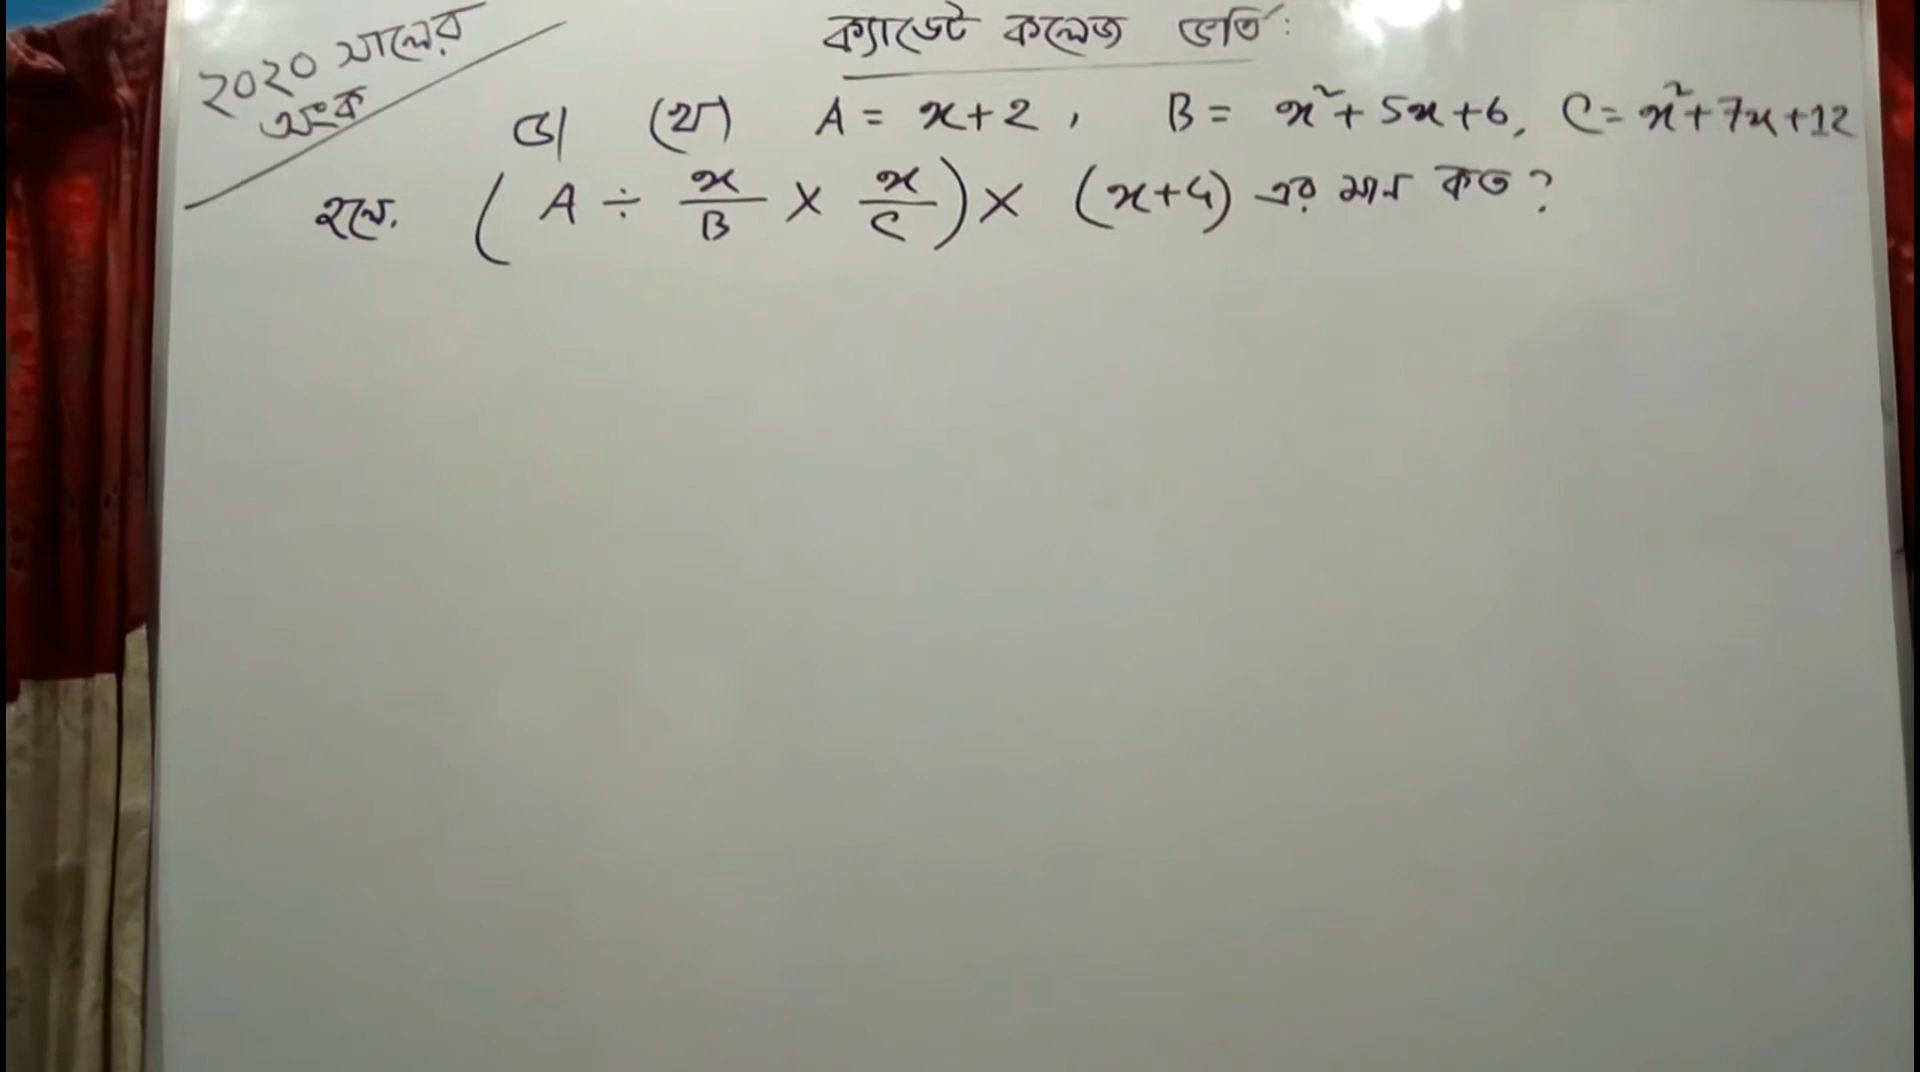 ২০২০ সালের
অংক
ক্যাডেট কলেজ ভর্তি:
৩। (খ) A = x+2, B = x²+5x+6, C = x²+7x+12
হলে. (A ÷ x/B × x/C) × (x+4) এর মান কত?